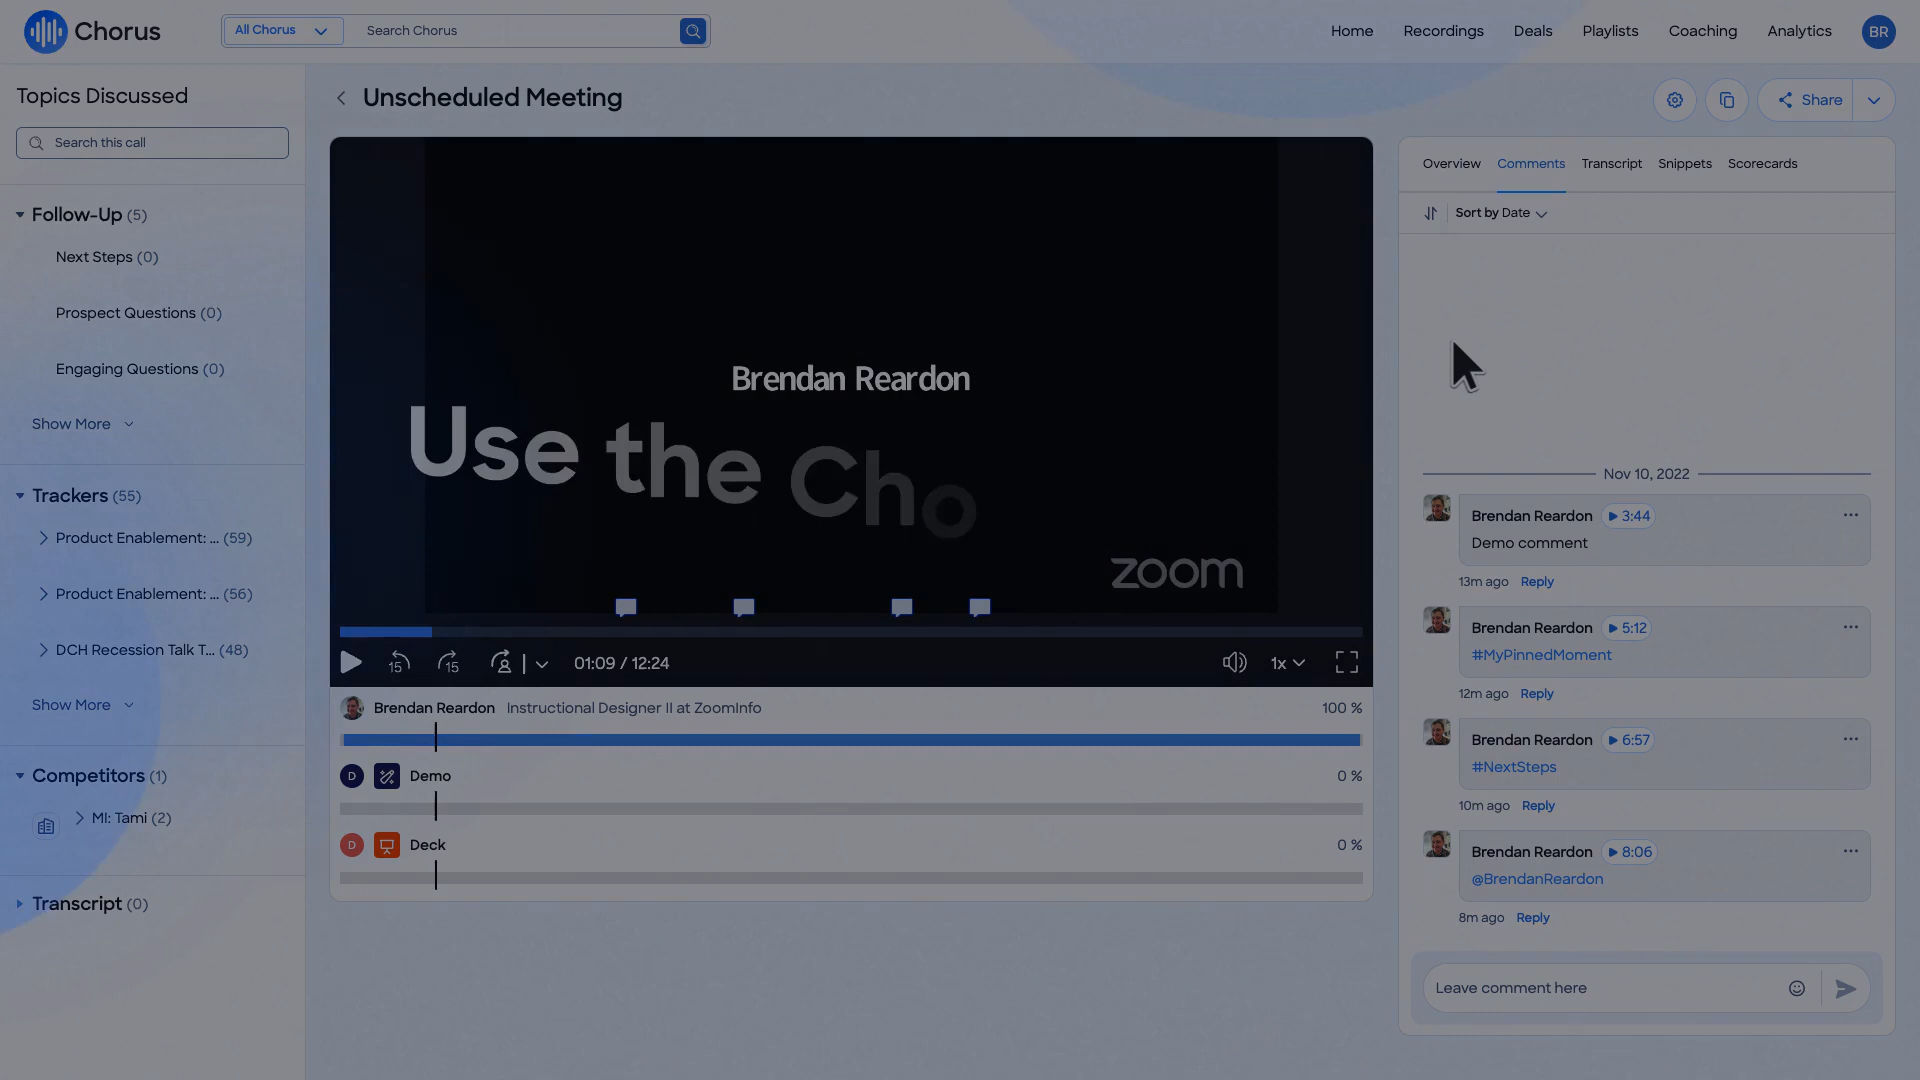 Chorus
All Chorus
Search Chorus
Home
Recordings
Deals
Playlists
Coaching
Analytics
BR
Topics Discussed
Search this call
Follow-Up (5)
Next Steps (0)
Prospect Questions (0)
Engaging Questions (0)
Show More
Trackers (55)
Product Enablement: ... (59)
Product Enablement: ... (56)
DCH Recession Talk T... (48)
Show More
Competitors (1)
MI: Tami (2)
Transcript (0)
Unscheduled Meeting
Share
Brendan Reardon
Use the Cho
zoom
15
15
01:09 / 12:24
1x
Brendan Reardon Instructional Designer II at ZoomInfo 100 %
D Demo 0 %
D Deck 0 %
Overview
Comments
Transcript
Snippets
Scorecards
Sort by Date
Nov 10, 2022
Brendan Reardon 3:44
Demo comment
13m ago Reply
Brendan Reardon 5:12
#MyPinnedMoment
12m ago Reply
Brendan Reardon 6:57
#NextSteps
10m ago Reply
Brendan Reardon 8:06
@BrendanReardon
8m ago Reply
Leave comment here